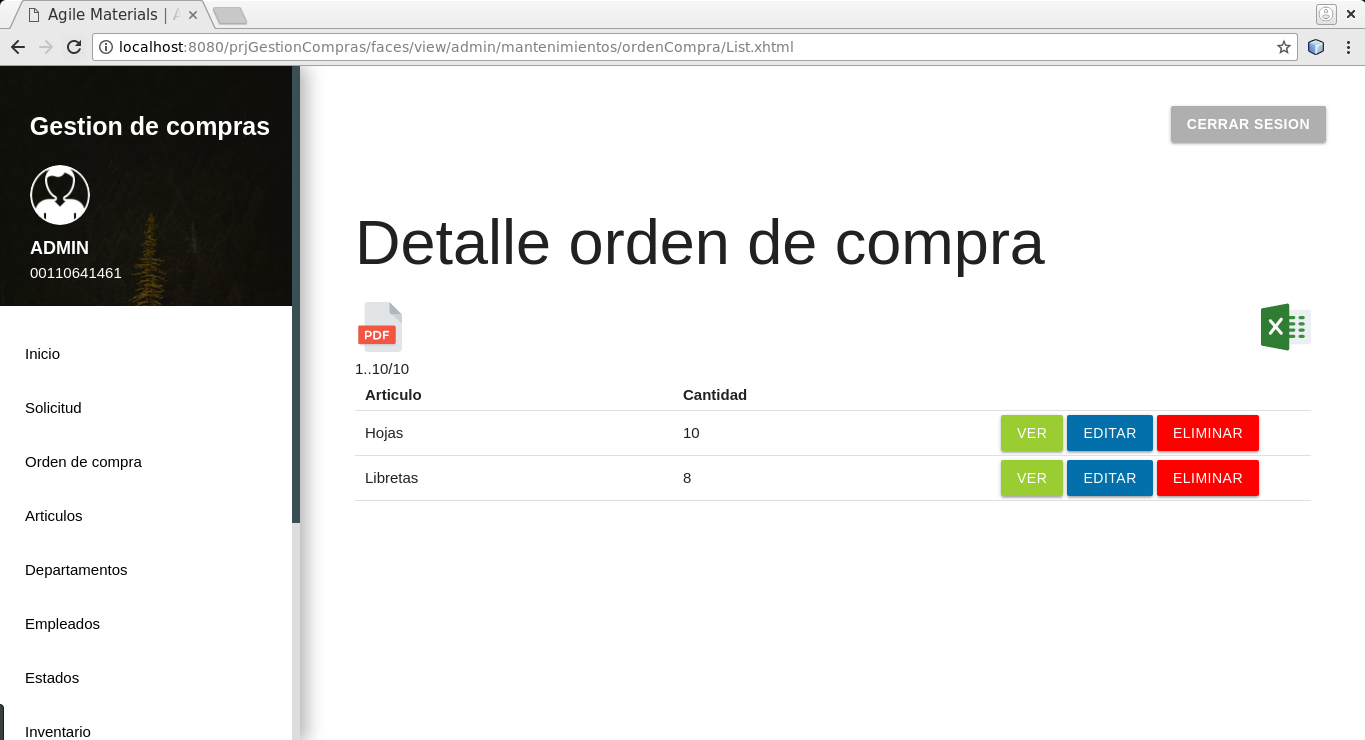 Agile Materials |
localhost:8080/prjGestionCompras/faces/view/admin/mantenimientos/ordenCompra/List.xhtml
Gestion de compras
ADMIN
00110641461
Inicio
Solicitud
Orden de compra
Articulos
Departamentos
Empleados
Estados
Inventario
CERRAR SESION
Detalle orden de compra
PDF
X
1..10/10
Articulo Cantidad
Hojas 10 VER EDITAR ELIMINAR
Libretas 8 VER EDITAR ELIMINAR